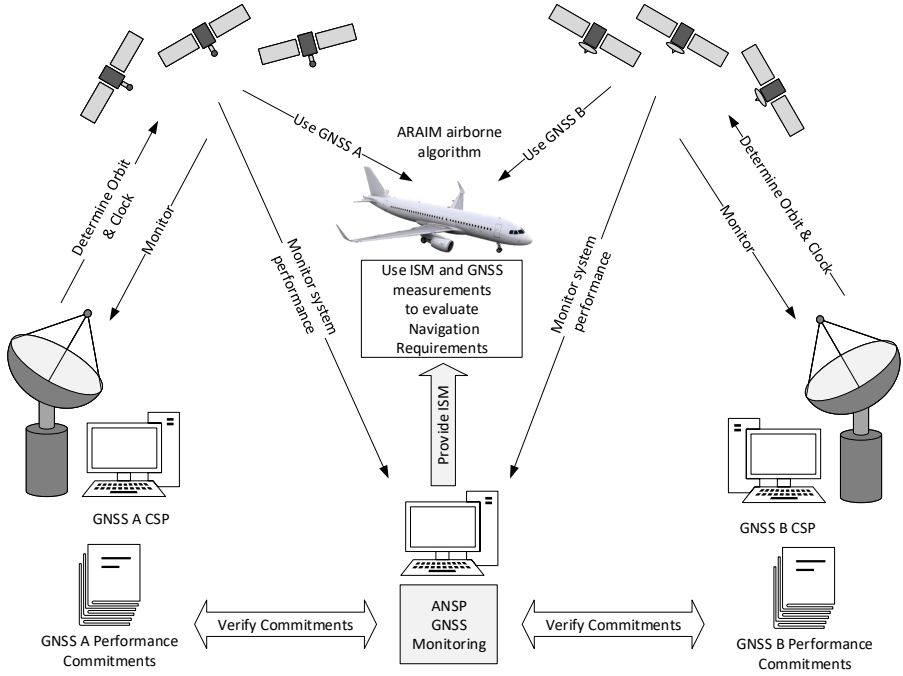 Use GNSS A
ARAIM airborne
algorithm
Use GNSS B
Determine Orbit
& Clock
Monitor
Monitor system
performance
Use ISM and GNSS
measurements
to evaluate
Navigation
Requirements
Monitor system
performance
Monitor
Determine Orbit & Clock
Provide ISM
GNSS A CSP
GNSS B CSP
GNSS A Performance
Commitments
Verify Commitments
ANSP
GNSS
Monitoring
Verify Commitments
GNSS B Performance
Commitments